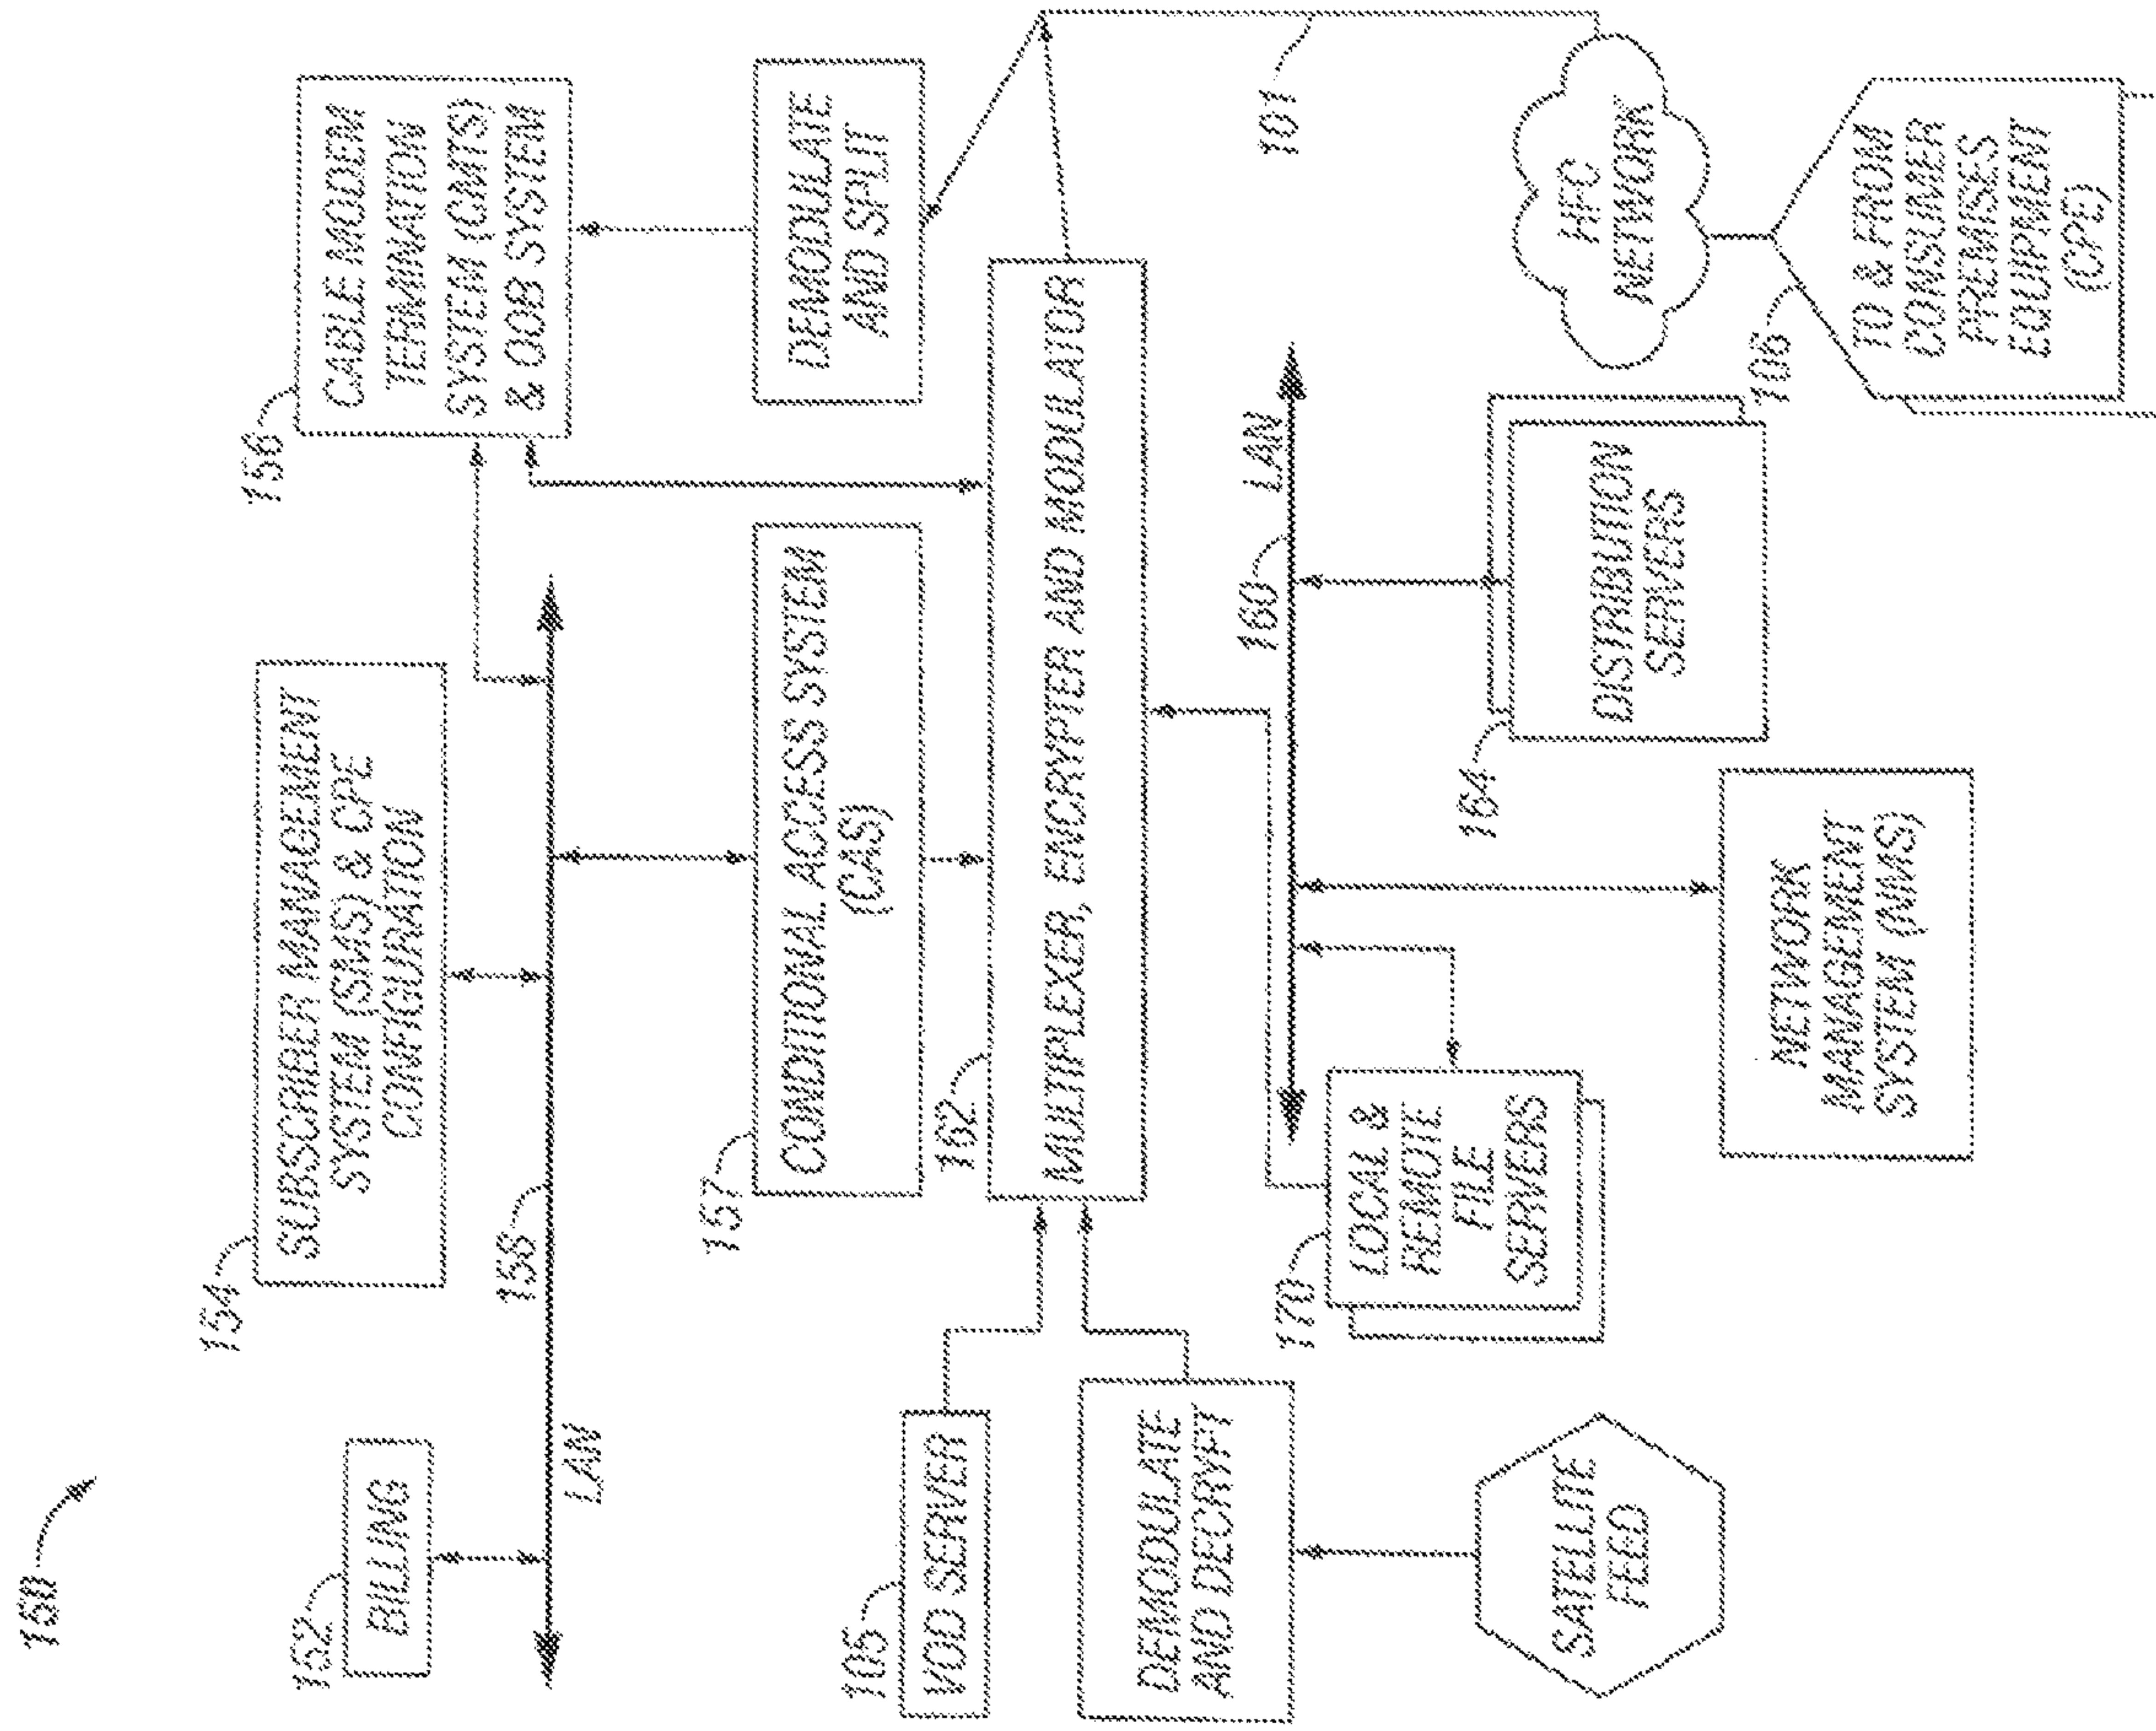 150
154
SUBSCRIBER MANAGEMENT
SYSTEM (SMS) & CPE
CONFIGURATION
156
CABLE MODEM
TERMINATION
SYSTEM (CMTS)
& OOB SYSTEM
152
BILLING
158
LAN
157
CONDITIONAL ACCESS SYSTEM
(CAS)
DEMODULATE
AND SPLIT
105
VOD SERVER
162
MULTIPLEXER, ENCRYPTER AND MODULATOR
DEMODULATE
AND DECRYPT
160
LAN
101
170
LOCAL &
REMOTE
FILE
SERVERS
SATELLITE
FEED
164
DISTRIBUTION
SERVERS
HFC
NETWORK
NETWORK
MANAGEMENT
SYSTEM (NMS)
106
TO & FROM
CONSUMER
PREMISES
EQUIPMENT
(CPE)